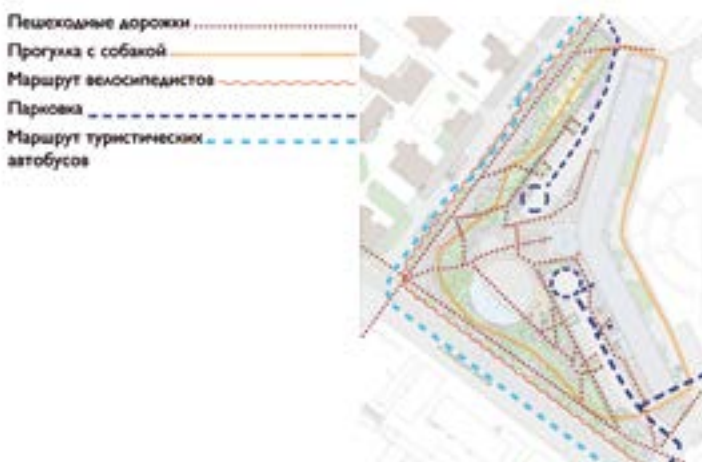 Пешеходные дорожки
Прогулка с собакой
Маршрут велосипедистов
Парковка
Маршрут туристических
автобусов